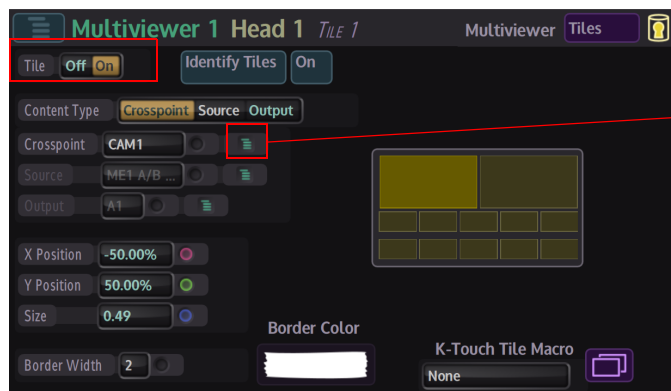 Multiviewer 1 Head 1 TILE 1 Multiviewer Tiles
Tile Off On Identify Tiles On
Content Type Crosspoint Source Output
Crosspoint CAM1
Source ME1 A/B ...
Output A1
X Position -50.00%
Y Position 50.00%
Size 0.49
Border Color
K-Touch Tile Macro
Border Width 2 None